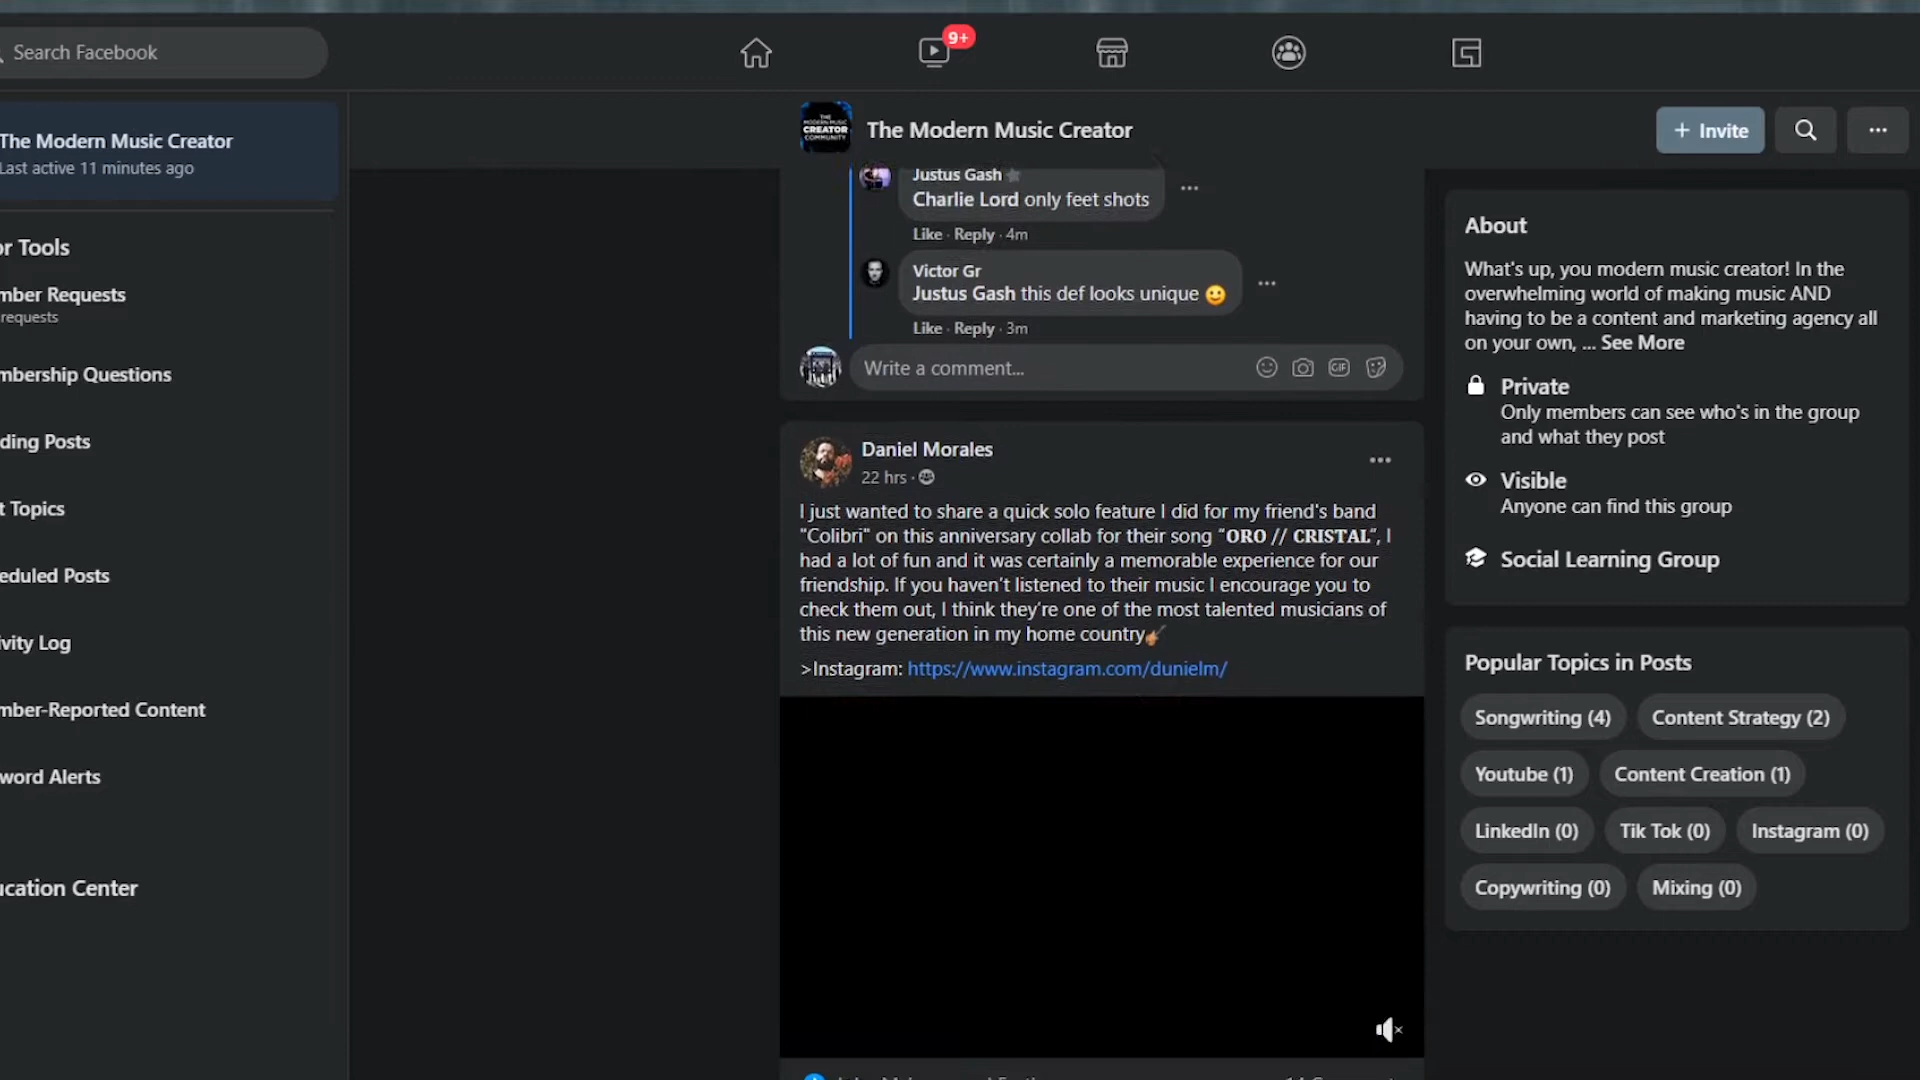 Search Facebook
9+
The Modern Music Creator
Last active 11 minutes ago
or Tools
mber Requests
requests
mbership Questions
ding Posts
t Topics
eduled Posts
ivity Log
mber-Reported Content
word Alerts
ucation Center
THE MODERN MUSIC CREATOR COMMUNITY
The Modern Music Creator
+ Invite
Justus Gash
Charlie Lord only feet shots
Like · Reply · 4m
Victor Gr
Justus Gash this def looks unique 🙂
Like · Reply · 3m
Write a comment...
GIF
Daniel Morales
22 hrs ·
I just wanted to share a quick solo feature I did for my friend's band
"Colibri" on this anniversary collab for their song “𝐎𝐑𝐎 // 𝐂𝐑𝐈𝐒𝐓𝐀𝐋“, I
had a lot of fun and it was certainly a memorable experience for our
friendship. If you haven’t listened to their music I encourage you to
check them out, I think they’re one of the most talented musicians of
this new generation in my home country🎻
>Instagram: https://www.instagram.com/dunielm/
About
What's up, you modern music creator! In the
overwhelming world of making music AND
having to be a content and marketing agency all
on your own, ... See More
Private
Only members can see who's in the group
and what they post
Visible
Anyone can find this group
Social Learning Group
Popular Topics in Posts
Songwriting (4)
Content Strategy (2)
Youtube (1)
Content Creation (1)
LinkedIn (0)
Tik Tok (0)
Instagram (0)
Copywriting (0)
Mixing (0)